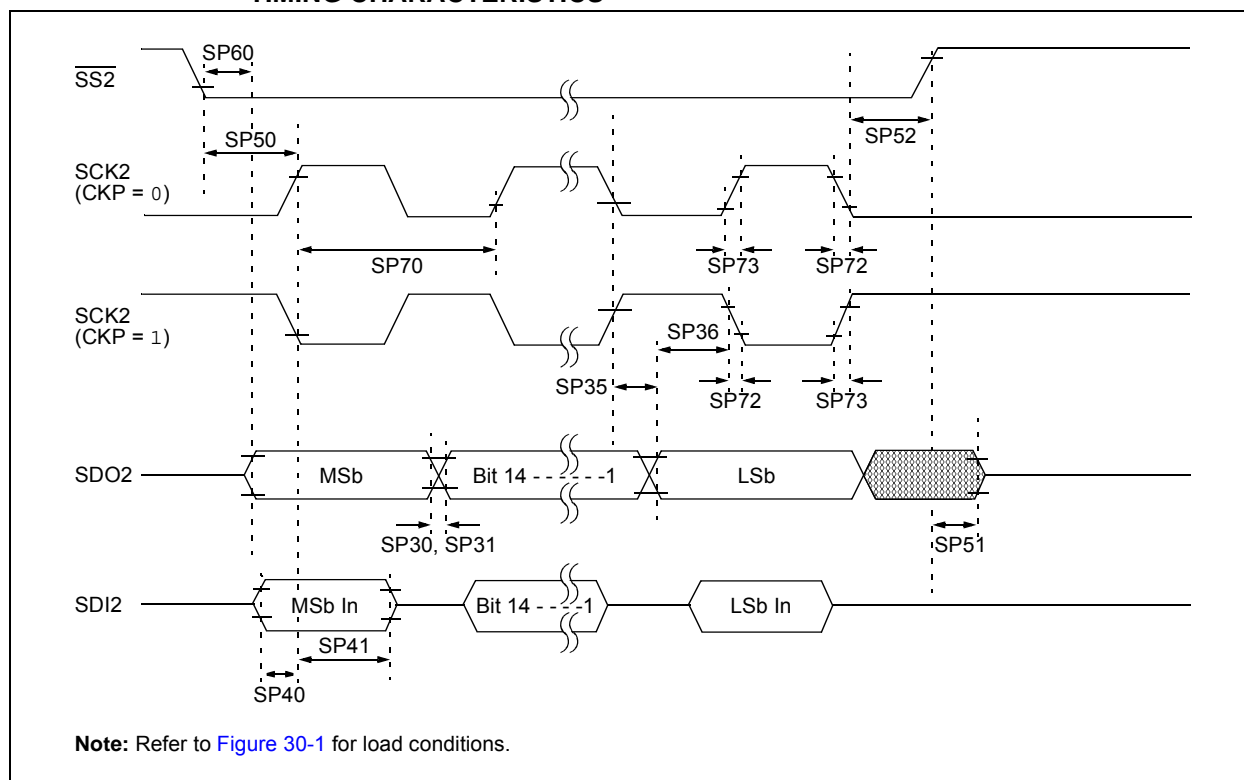 TIMING CHARACTERISTICS
SP60
SS2
SP50
SP52
SCK2
(CKP = 0)
SP70
SP73
SP72
SCK2
(CKP = 1)
SP36
SP35
SP72
SP73
SDO2
MSb
Bit 14 - - - - - -1
LSb
SP30, SP31
SP51
SDI2
MSb In
Bit 14 - - - -1
LSb In
SP41
SP40
Note: Refer to Figure 30-1 for load conditions.